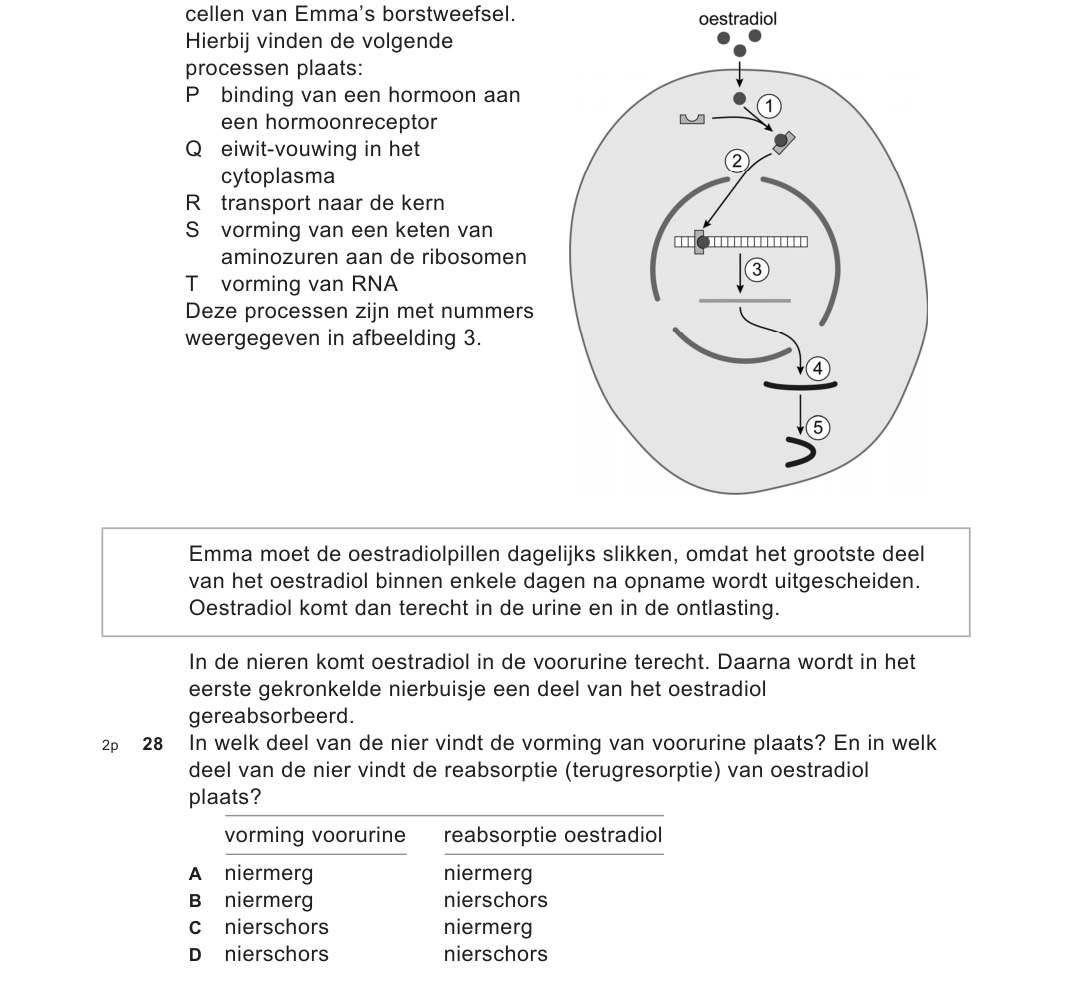 cellen van Emma's borstweefsel.
Hierbij vinden de volgende
processen plaats:
P binding van een hormoon aan
een hormoonreceptor
Q eiwit-vouwing in het
cytoplasma
R transport naar de kern
S vorming van een keten van
aminozuren aan de ribosomen
T vorming van RNA
Deze processen zijn met nummers
weergegeven in afbeelding 3.
oestradiol
1
2
3
4
5
Emma moet de oestradiolpillen dagelijks slikken, omdat het grootste deel
van het oestradiol binnen enkele dagen na opname wordt uitgescheiden.
Oestradiol komt dan terecht in de urine en in de ontlasting.
In de nieren komt oestradiol in de voorurine terecht. Daarna wordt in het
eerste gekronkelde nierbuisje een deel van het oestradiol
gereabsorbeerd.
2p 28 In welk deel van de nier vindt de vorming van voorurine plaats? En in welk
deel van de nier vindt de reabsorptie (terugresorptie) van oestradiol
plaats?
vorming voorurine reabsorptie oestradiol
A niermerg niermerg
B niermerg nierschors
C nierschors niermerg
D nierschors nierschors